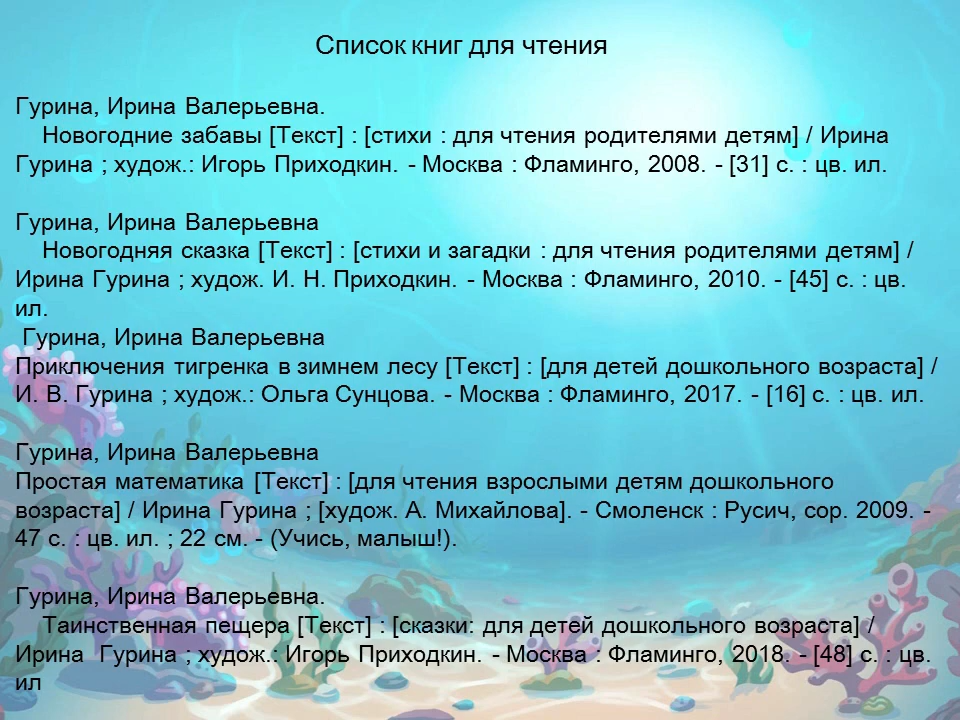 Список книг для чтения
Гурина, Ирина Валерьевна.
Новогодние забавы [Текст] : [стихи : для чтения родителями детям] / Ирина
Гурина ; худож.: Игорь Приходкин. - Москва : Фламинго, 2008. - [31] с. : цв. ил.
Гурина, Ирина Валерьевна
Новогодняя сказка [Текст] : [стихи и загадки : для чтения родителями детям] /
Ирина Гурина ; худож. И. Н. Приходкин. - Москва : Фламинго, 2010. - [45] с. : цв.
ил.
Гурина, Ирина Валерьевна
Приключения тигренка в зимнем лесу [Текст] : [для детей дошкольного возраста] /
И. В. Гурина ; худож.: Ольга Сунцова. - Москва : Фламинго, 2017. - [16] с. : цв. ил.
Гурина, Ирина Валерьевна
Простая математика [Текст] : [для чтения взрослыми детям дошкольного
возраста] / Ирина Гурина ; [худож. А. Михайлова]. - Смоленск : Русич, сор. 2009. -
47 с. : цв. ил. ; 22 см. - (Учись, малыш!).
Гурина, Ирина Валерьевна.
Таинственная пещера [Текст] : [сказки: для детей дошкольного возраста] /
Ирина  Гурина ; худож.: Игорь Приходкин. - Москва : Фламинго, 2018. - [48] с. : цв.
ил